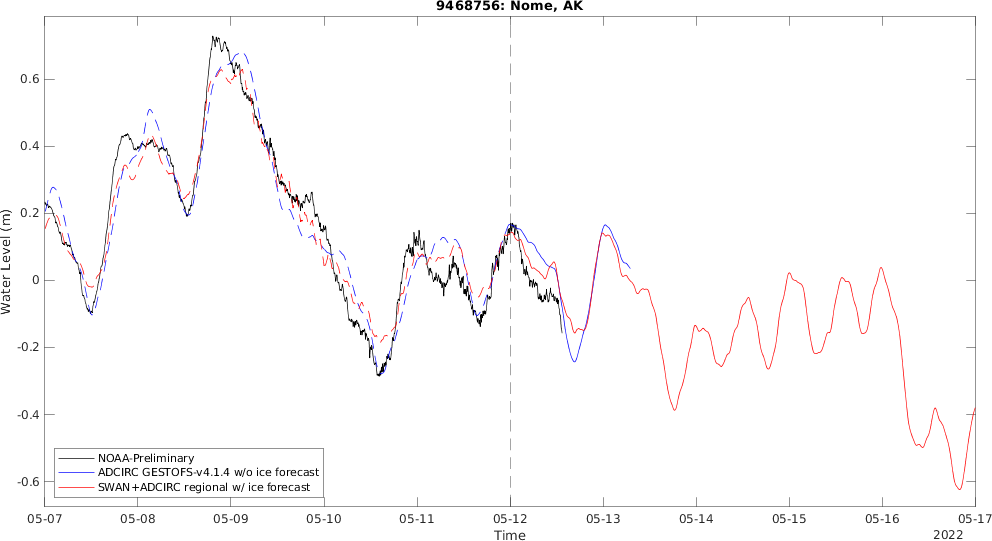 9468756: Nome, AK
Water Level (m)
0.6
0.4
0.2
0
-0.2
-0.4
-0.6
NOAA-Preliminary
ADCIRC GESTOFS-v4.1.4 w/o ice forecast
SWAN+ADCIRC regional w/ ice forecast
05-07 05-08 05-09 05-10 05-11 05-12 05-13 05-14 05-15 05-16 05-17
Time
2022